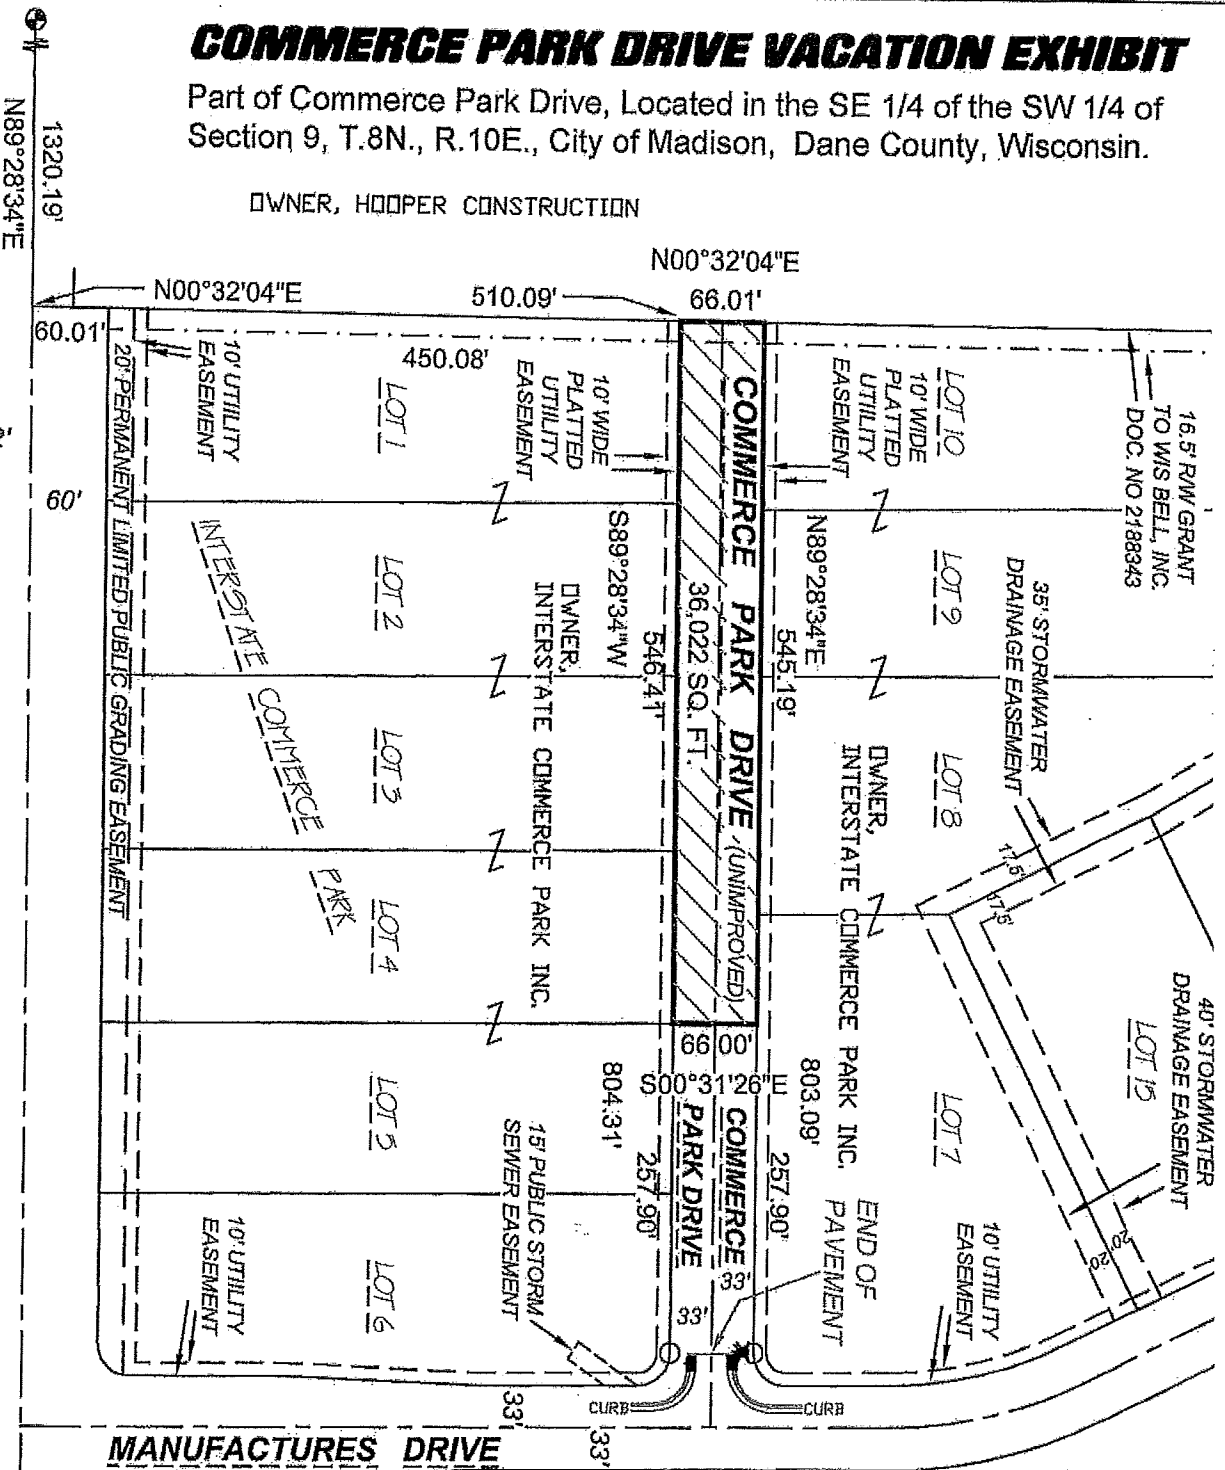 COMMERCE PARK DRIVE VACATION EXHIBIT
Part of Commerce Park Drive, Located in the SE 1/4 of the SW 1/4 of
Section 9, T.8N., R.10E., City of Madison, Dane County, Wisconsin.
1320.19'
N89°28'34"E
OWNER, HOOPER CONSTRUCTION
N00°32'04"E
N00°32'04"E
510.09'
66.01'
60.01'
450.08'
10' UTIILITY
EASEMENT
LOT 1
10' WIDE
PLATTED
UTIILITY
EASEMENT
LOT 10
10' WIDE
PLATTED
UTIILITY
EASEMENT
16.5' R/W GRANT
TO WIS BELL, INC.
DOC. NO 2188343
60'
20' PERMANENT LIMITED PUBLIC GRADING EASEMENT
INTERSTATE COMMERCE PARK
LOT 2
S89°28'34"W
546.41'
OWNER,
INTERSTATE COMMERCE PARK INC.
COMMERCE PARK DRIVE (UNIMPROVED)
36,022 SQ. FT.
N89°28'34"E
545.19'
LOT 9
35' STORMWATER
DRAINAGE EASEMENT
LOT 3
OWNER,
INTERSTATE COMMERCE PARK INC.
LOT 8
17.5'
17.5'
LOT 4
66.00'
S00°31'26"E
40' STORMWATER
DRAINAGE EASEMENT
LOT 15
LOT 5
804.31'
257.90'
COMMERCE
PARK DRIVE
803.09'
257.90'
LOT 7
15' PUBLIC STORM
SEWER EASEMENT
END OF
PAVEMENT
20'
20'
10' UTIILITY
EASEMENT
LOT 6
33'
33'
10' UTIILITY
EASEMENT
CURB
CURB
33'
33'
MANUFACTURES DRIVE